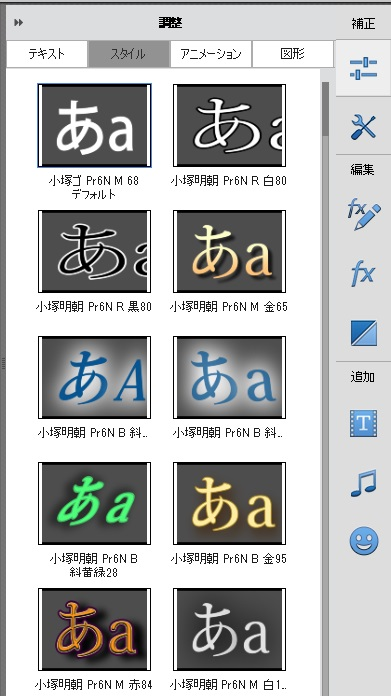 調整
補正
テキスト
スタイル
アニメーション
図形
あa
あa
小塚ゴ Pr6N M 68
デフォルト
小塚明朝 Pr6N R 白80
あa
あa
小塚明朝 Pr6N R 黒80
小塚明朝 Pr6N M 金65
あA
あa
小塚明朝 Pr6N B 斜...
小塚明朝 Pr6N B 斜...
あa
あa
小塚明朝 Pr6N B
斜黄緑28
小塚明朝 Pr6N B 金95
あa
あa
小塚明朝 Pr6N M 赤84
小塚明朝 Pr6N M 白1...
編集
fx
fx
追加
T